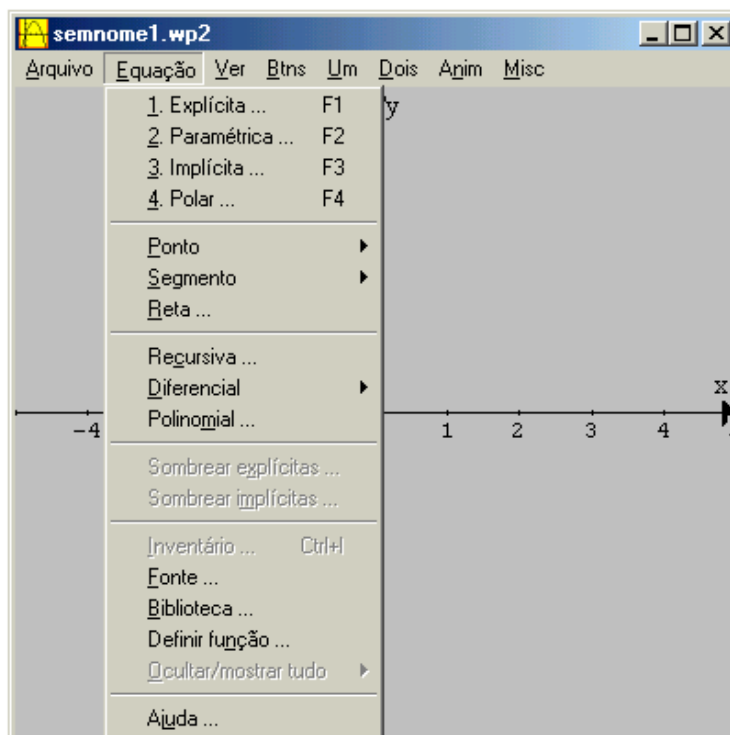 semnome1.wp2
Arquivo Equação Ver Btns Um Dois Anim Misc
1. Explícita ... F1
2. Paramétrica ... F2
3. Implícita ... F3
4. Polar ... F4
Ponto
Segmento
Reta ...
Recursiva ...
Diferencial
Polinomial ...
Sombrear explícitas ...
Sombrear implícitas ...
Inventário ... Ctrl+I
Fonte ...
Biblioteca ...
Definir função ...
Ocultar/mostrar tudo
Ajuda ...
y
x
-4 1 2 3 4